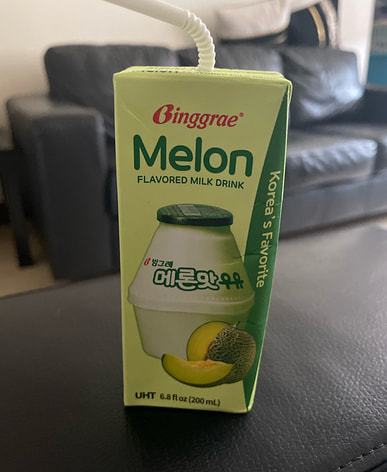 Melon
Binggrae®
Melon
FLAVORED MILK DRINK
Korea's Favorite
빙그레
메론맛우유
UHT 6.8 fl oz (200 mL)